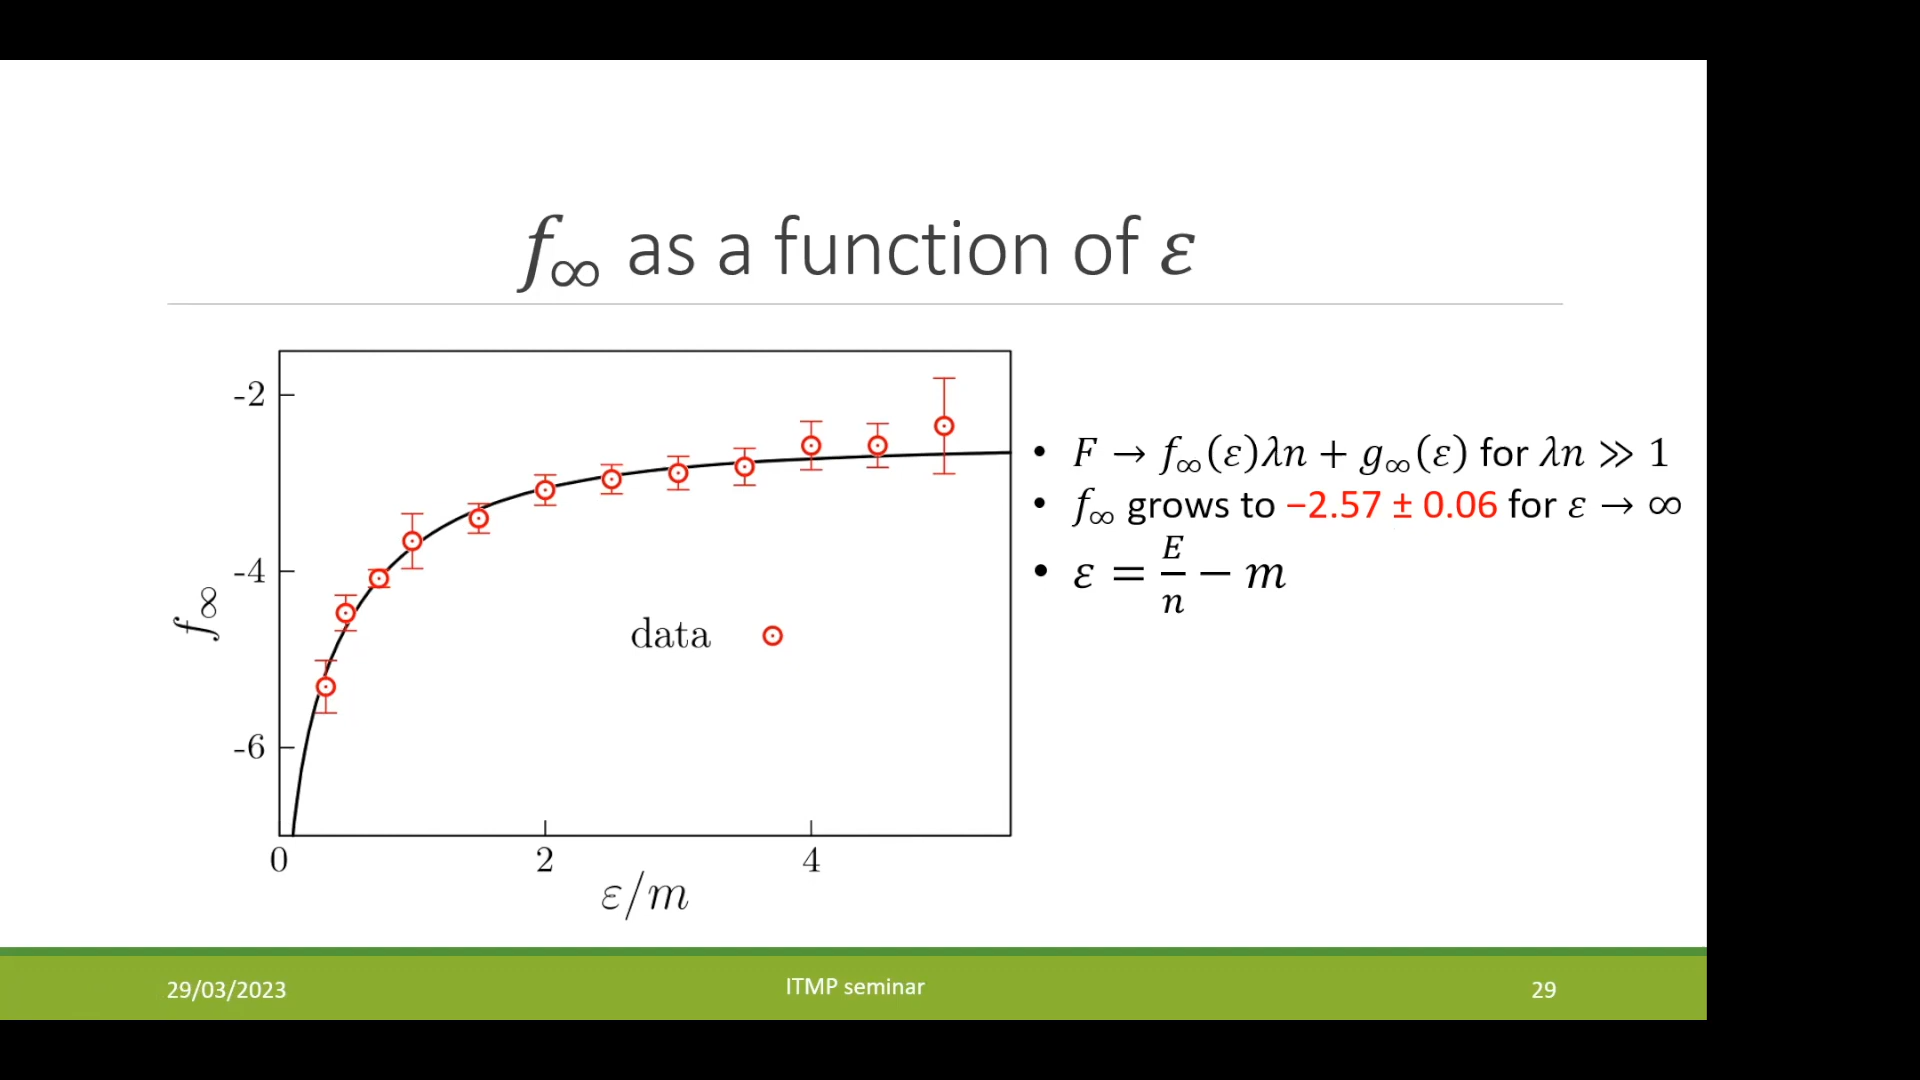 f∞ as a function of ε
-2
-4
-6
f∞
data
0 2 4
ε/m
• F → f∞(ε)λn + g∞(ε) for λn ≫ 1
• f∞ grows to −2.57 ± 0.06 for ε → ∞
• ε = E/n − m
29/03/2023 ITMP seminar 29